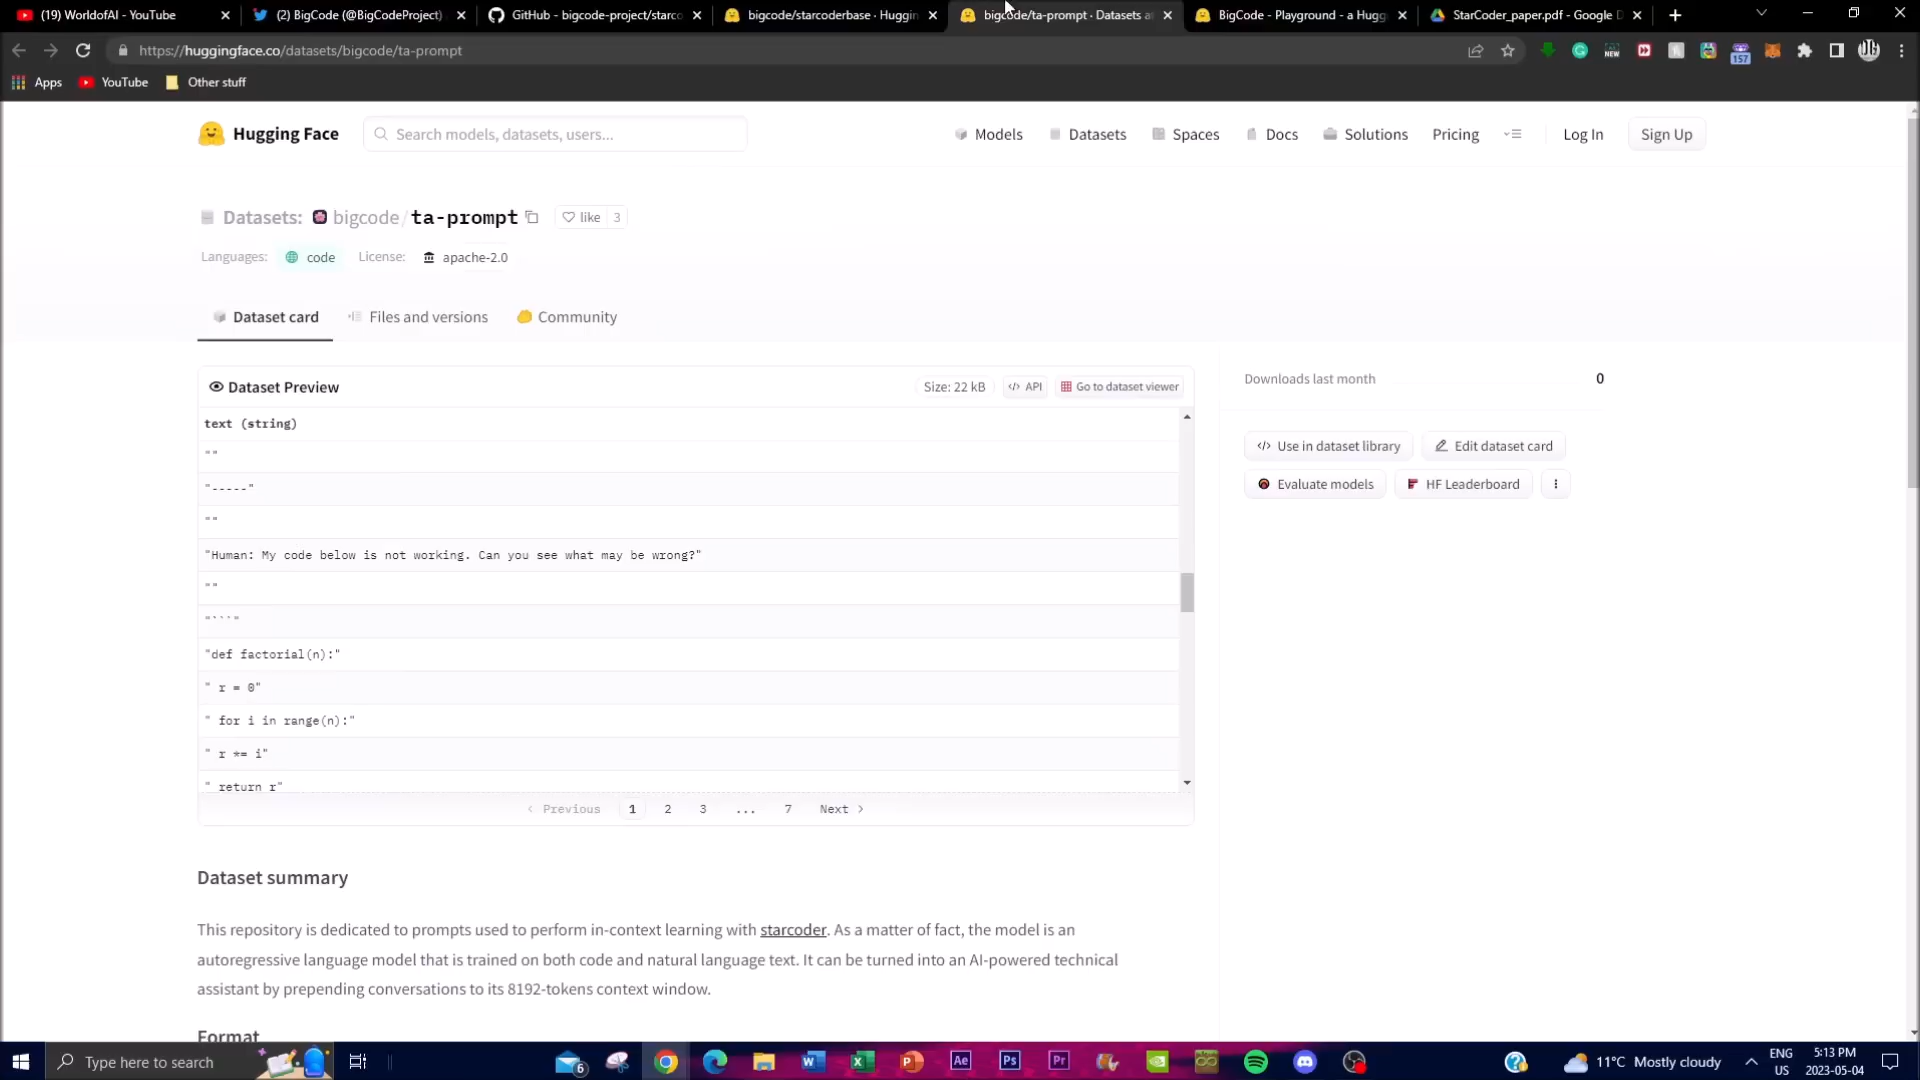 (19) WorldofAI - YouTube
(2) BigCode (@BigCodeProject)
GitHub - bigcode-project/starco
bigcode/starcoderbase · Huggin
bigcode/ta-prompt · Datasets at
BigCode - Playground - a Hugg
StarCoder_paper.pdf - Google D
https://huggingface.co/datasets/bigcode/ta-prompt
NEW
157
Apps
YouTube
Other stuff
Hugging Face
Search models, datasets, users...
Models
Datasets
Spaces
Docs
Solutions
Pricing
Log In
Sign Up
Datasets: bigcode/ta-prompt
like 3
Languages: code License: apache-2.0
Dataset card
Files and versions
Community
Dataset Preview
Size: 22 kB
</> API
Go to dataset viewer
text (string)
""
"-----"
""
"Human: My code below is not working. Can you see what may be wrong?"
""
"```"
"def factorial(n):"
" r = 0"
" for i in range(n):"
" r *= i"
" return r"
< Previous 1 2 3 ... 7 Next >
Downloads last month 0
</> Use in dataset library
Edit dataset card
Evaluate models
HF Leaderboard
Dataset summary
This repository is dedicated to prompts used to perform in-context learning with starcoder. As a matter of fact, the model is an
autoregressive language model that is trained on both code and natural language text. It can be turned into an AI-powered technical
assistant by prepending conversations to its 8192-tokens context window.
Format
Type here to search
6
Ae
Ps
Pr
11°C Mostly cloudy
ENG
US
5:13 PM
2023-05-04